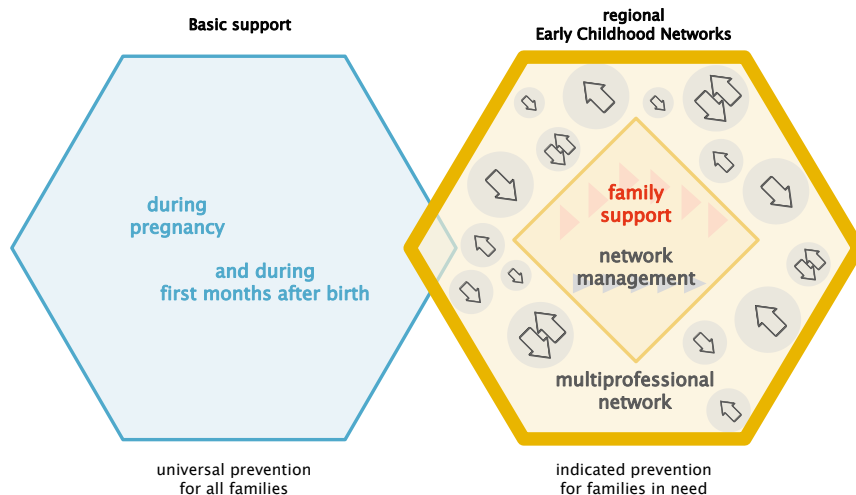 Basic support
during
pregnancy
and during
first months after birth
universal prevention
for all families
regional
Early Childhood Networks
family
support
network
management
multiprofessional
network
indicated prevention
for families in need